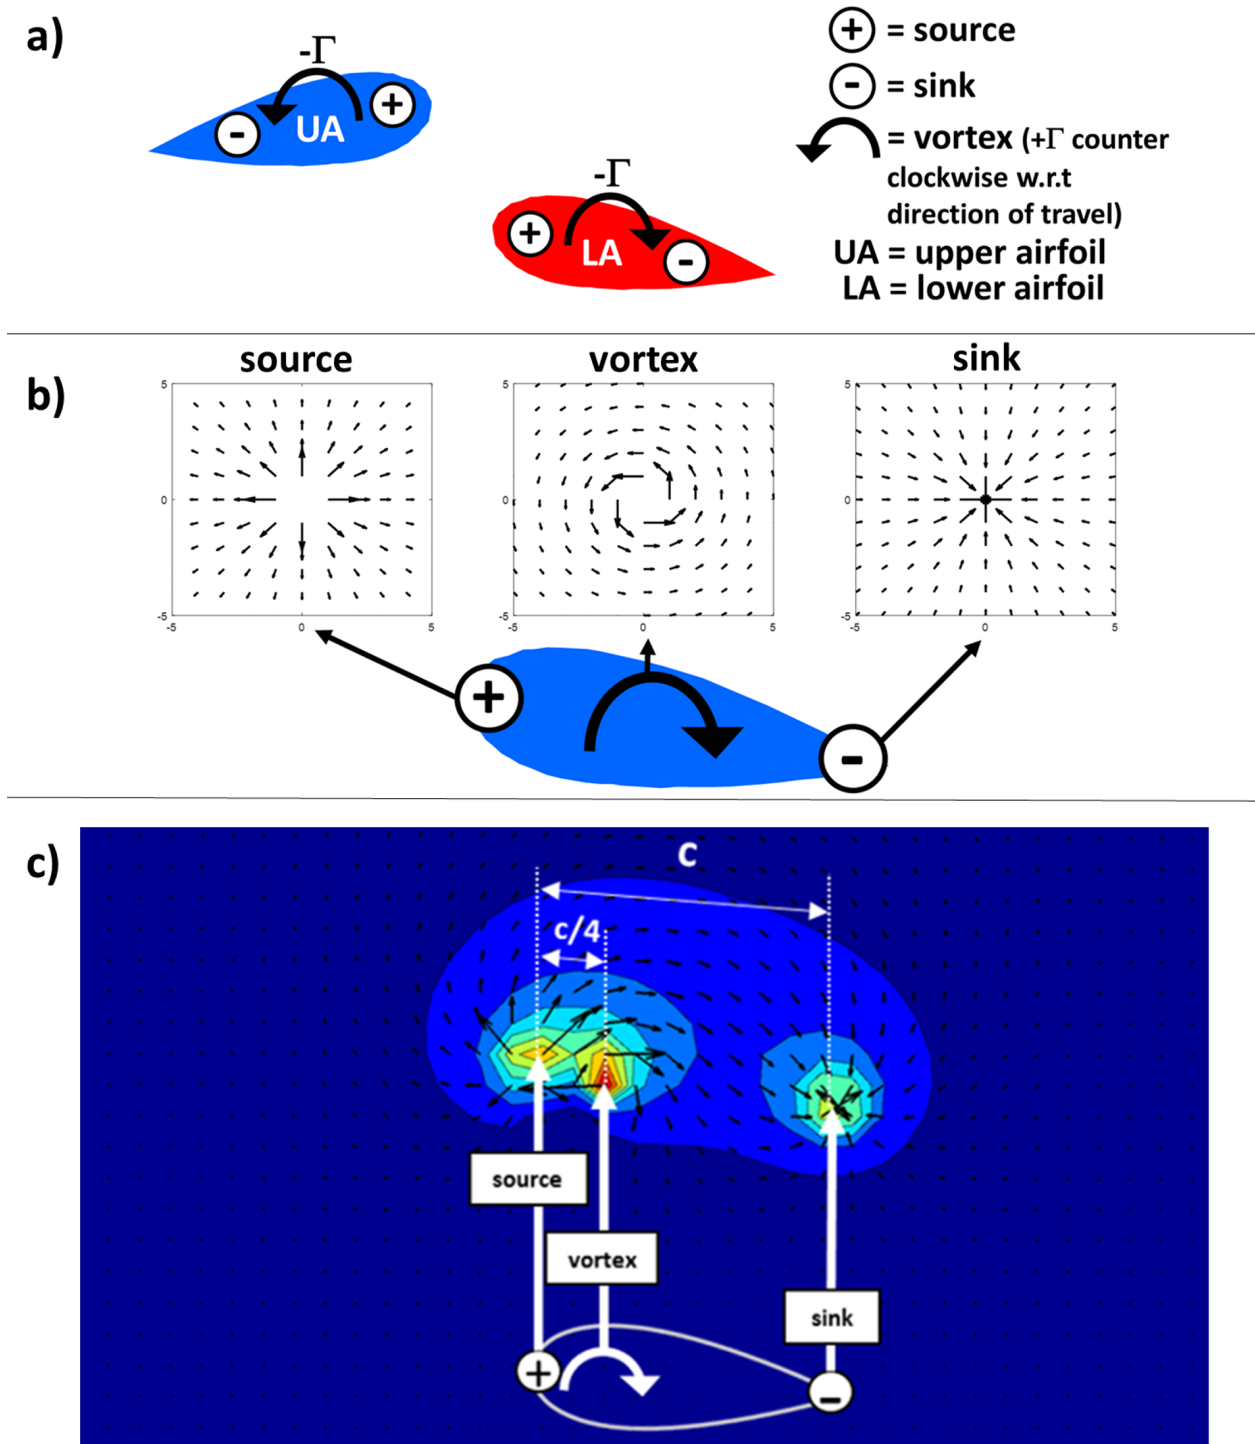 a)
-Γ
+
-
UA
-Γ
+
-
LA
+ = source
- = sink
= vortex (+Γ counter
clockwise w.r.t
direction of travel)
UA = upper airfoil
LA = lower airfoil
b)
source
vortex
sink
5
0
-5
-5 0 5
5
0
-5
-5 0 5
5
0
-5
-5 0 5
+
-
c)
c
c/4
source
vortex
sink
+
-